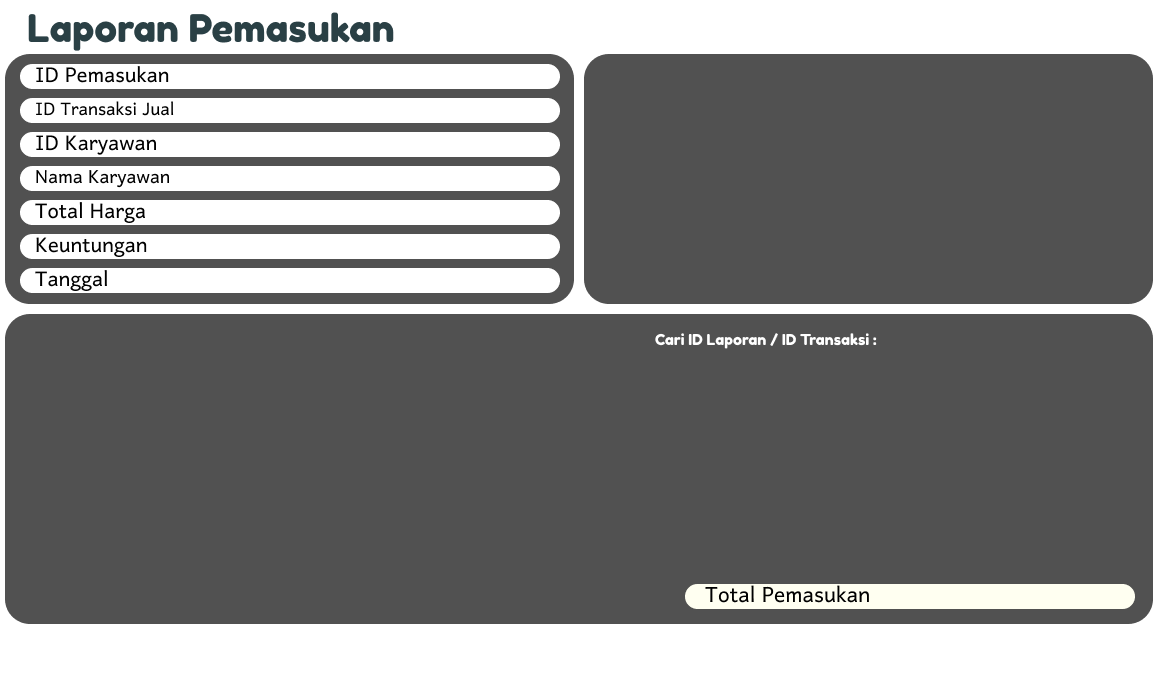 Laporan Pemasukan
ID Pemasukan
ID Transaksi Jual
ID Karyawan
Nama Karyawan
Total Harga
Keuntungan
Tanggal
Cari ID Laporan / ID Transaksi :
Total Pemasukan